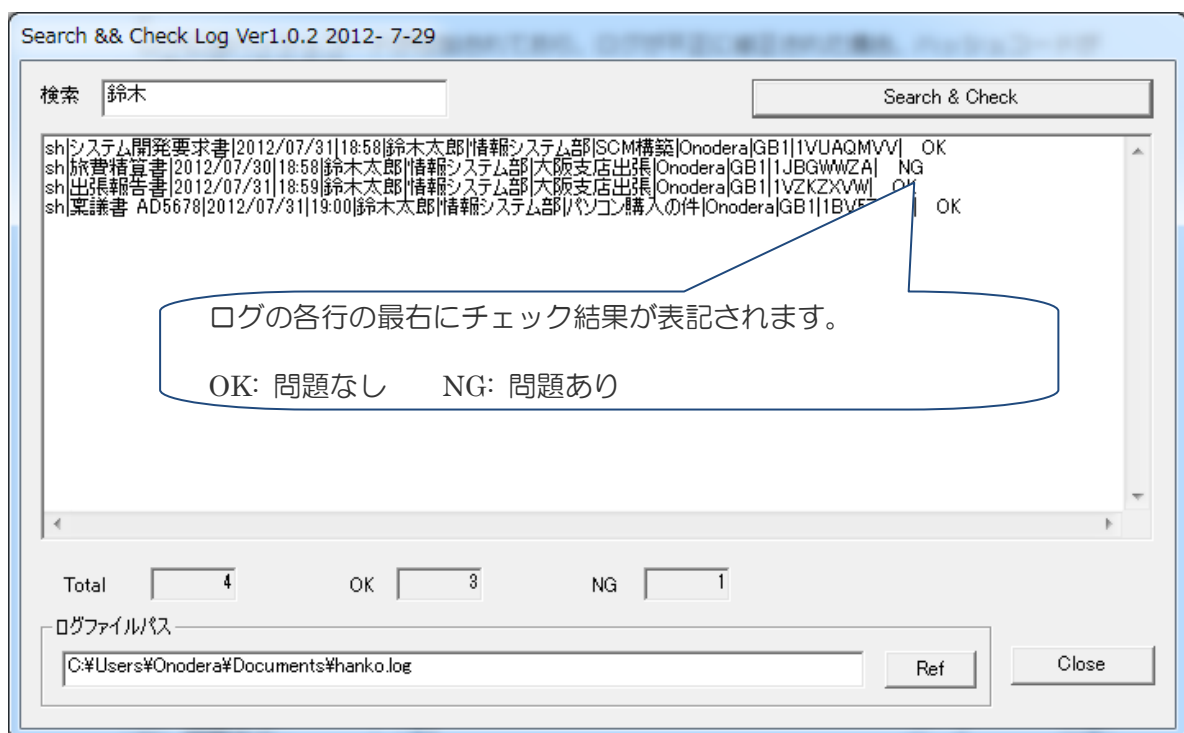 Search && Check Log Ver1.0.2 2012- 7-29
検索 鈴木 Search & Check
sh|システム開発要求書|2012/07/31|18:58|鈴木太郎|情報システム部|SCM構築|Onodera|GB1|1VUAQMVV| OK
sh|旅費精算書|2012/07/30|18:58|鈴木太郎|情報システム部|大阪支店出張|Onodera|GB1|1JBGWWZA| NG
sh|出張報告書|2012/07/31|18:59|鈴木太郎|情報システム部|大阪支店出張|Onodera|GB1|1VZKZXVW| OK
sh|稟議書 AD5678|2012/07/31|19:00|鈴木太郎|情報システム部|パソコン購入の件|Onodera|GB1| OK
ログの各行の最右にチェック結果が表記されます。
OK: 問題なし NG: 問題あり
Total 4 OK 3 NG 1
ログファイルパス
C:¥Users¥Onodera¥Documents¥hanko.log Ref Close